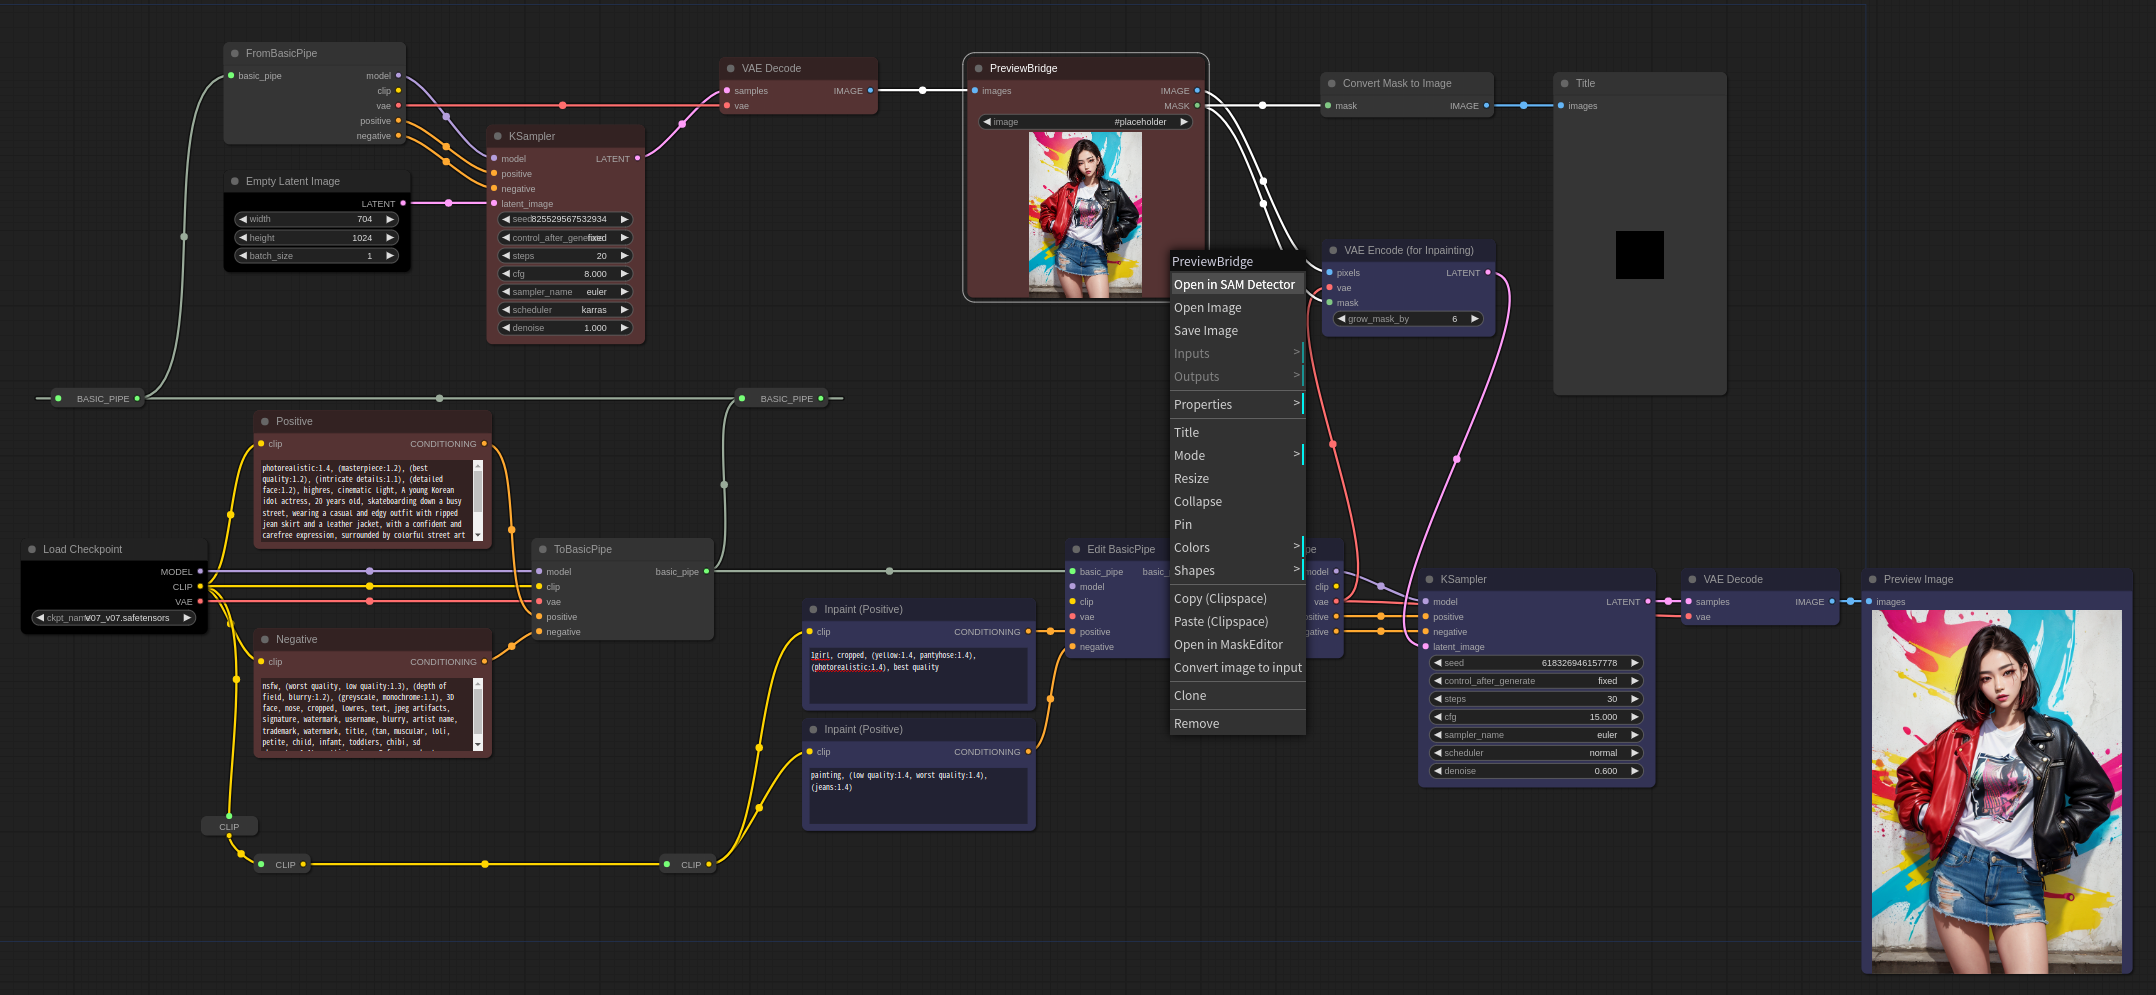 FromBasicPipe
basic_pipe model
clip
vae
positive
negative
Empty Latent Image
LATENT
width 704
height 1024
batch_size 1
KSampler
model LATENT
positive
negative
latent_image
seed 825529567532934
control_after_generate fixed
steps 20
cfg 8.000
sampler_name euler
scheduler karras
denoise 1.000
VAE Decode
samples IMAGE
vae
PreviewBridge
images IMAGE
MASK
image #placeholder
Convert Mask to Image
mask IMAGE
Title
images
VAE Encode (for Inpainting)
pixels LATENT
vae
mask
grow_mask_by 6
PreviewBridge
Open in SAM Detector
Open Image
Save Image
Inputs >
Outputs >
Properties >
Title
Mode >
Resize
Collapse
Pin
Colors >
Shapes >
Copy (Clipspace)
Paste (Clipspace)
Open in MaskEditor
Convert image to input
Clone
Remove
BASIC_PIPE
BASIC_PIPE
Positive
clip CONDITIONING
photorealistic:1.4, (masterpiece:1.2), (best
quality:1.2), (intricate details:1.1), (detailed
face:1.2), highres, cinematic light, A young Korean
idol actress, 20 years old, skateboarding down a busy
street, wearing a casual and edgy outfit with ripped
jean skirt and a leather jacket, with a confident and
carefree expression, surrounded by colorful street art
Load Checkpoint
MODEL
CLIP
VAE
ckpt_name V07_v07.safetensors
Negative
clip CONDITIONING
nsfw, (worst quality, low quality:1.3), (depth of
field, blurry:1.2), (greyscale, monochrome:1.1), 3D
face, nose, cropped, lowres, text, jpeg artifacts,
signature, watermark, username, blurry, artist name,
trademark, watermark, title, (tan, muscular, loli,
petite, child, infant, toddlers, chibi, sd
ToBasicPipe
model basic_pipe
clip
vae
positive
negative
CLIP
CLIP
CLIP
Inpaint (Positive)
clip CONDITIONING
1girl, cropped, (yellow:1.4, pantyhose:1.4),
(photorealistic:1.4), best quality
Inpaint (Positive)
clip CONDITIONING
painting, (low quality:1.4, worst quality:1.4),
(jeans:1.4)
Edit BasicPipe
basic_pipe basic_
model
clip
vae
positive
negative
pe
model
clip
vae
positive
gative
KSampler
model LATENT
positive
negative
latent_image
seed 618326946157778
control_after_generate fixed
steps 30
cfg 15.000
sampler_name euler
scheduler normal
denoise 0.600
VAE Decode
samples IMAGE
vae
Preview Image
images